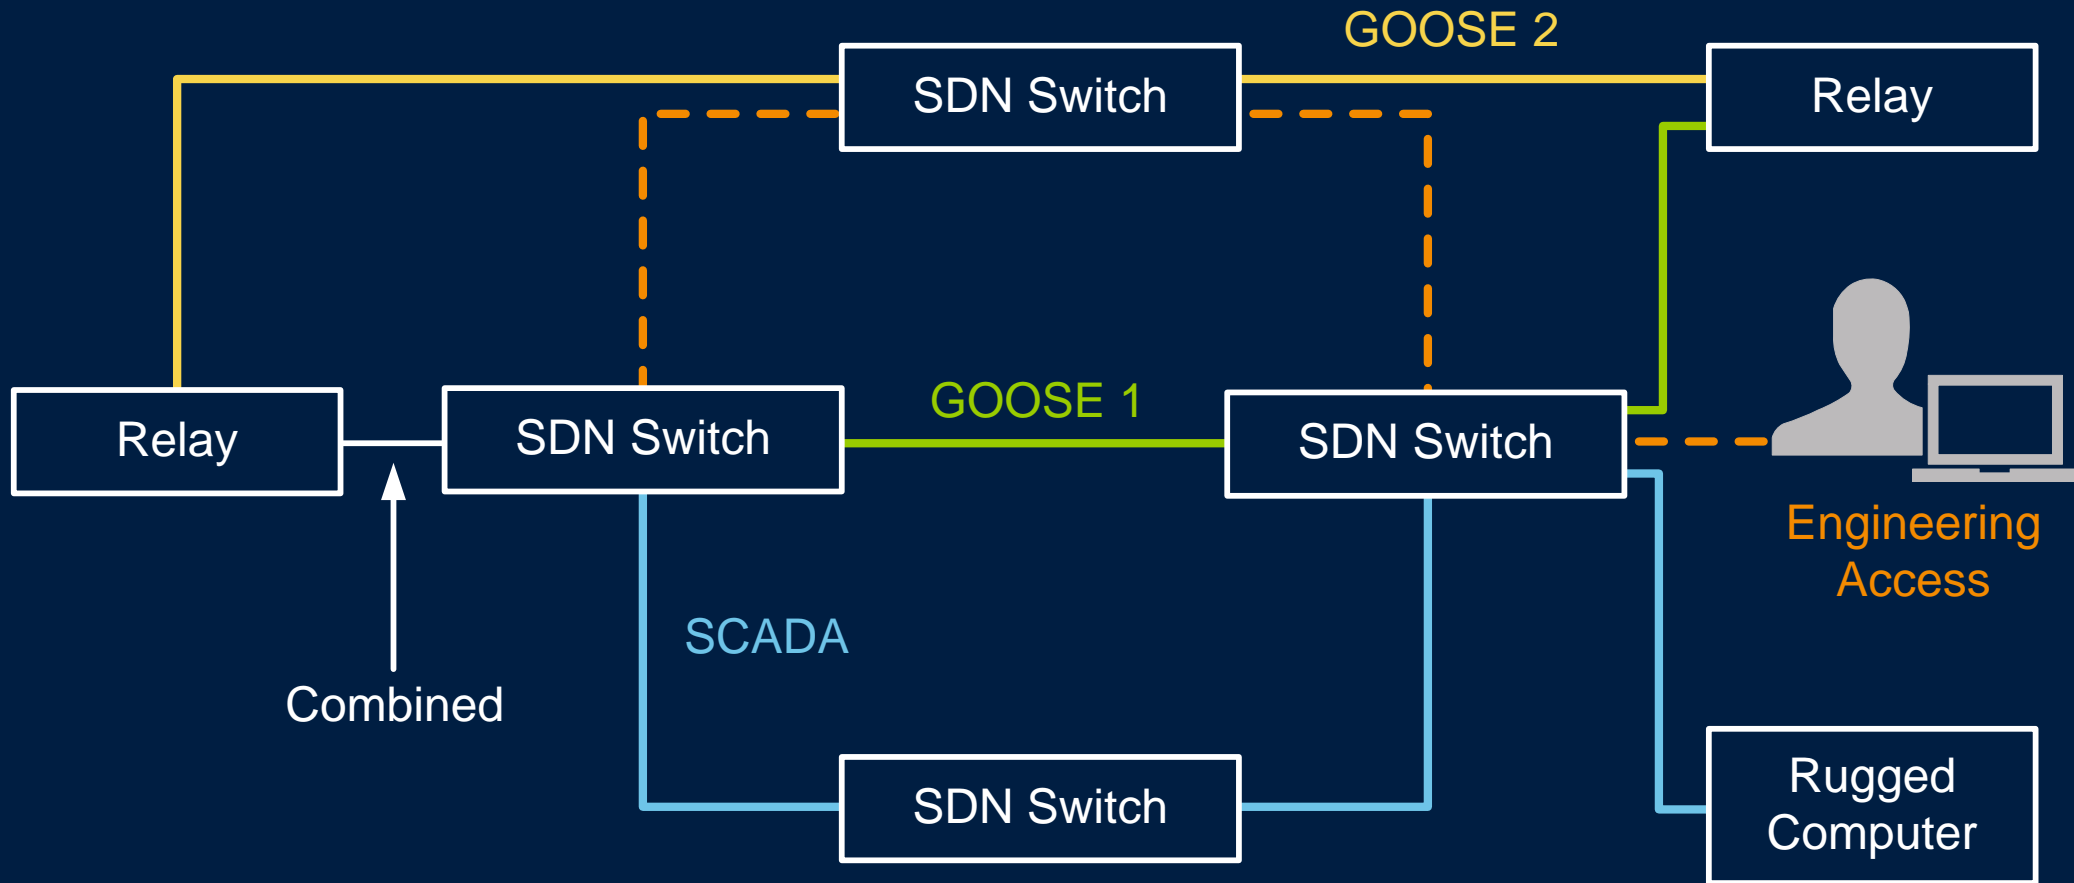 GOOSE 2
SDN Switch
Relay
Relay
SDN Switch
GOOSE 1
SDN Switch
Engineering
Access
SCADA
Combined
SDN Switch
Rugged
Computer